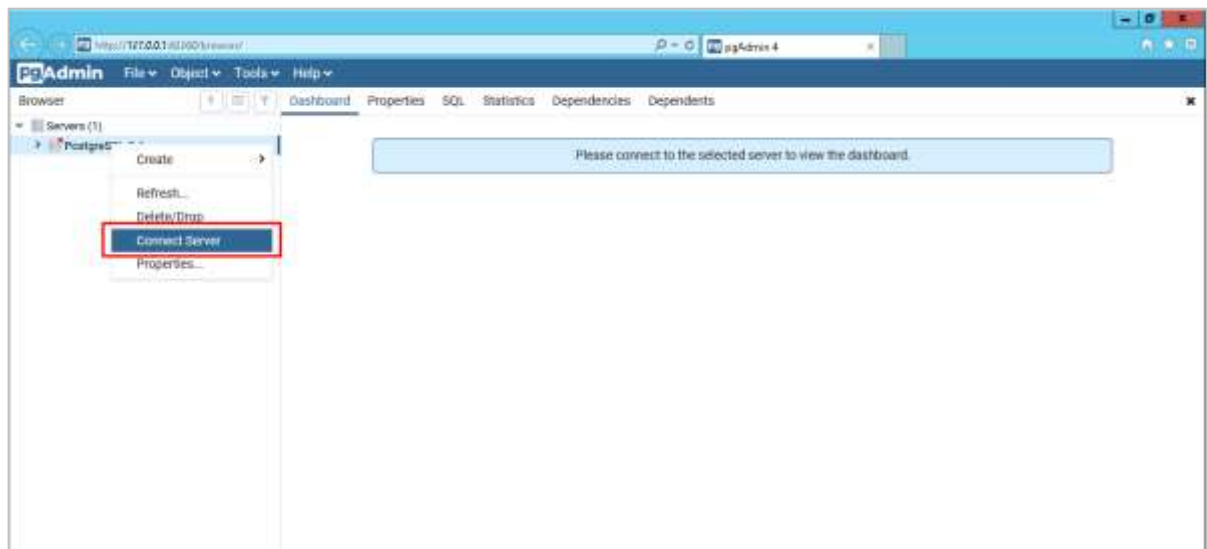 pgAdmin 4
pgAdmin File Object Tools Help
Browser Dashboard Properties SQL Statistics Dependencies Dependents
Servers (1)
Please connect to the selected server to view the dashboard.
Create
Refresh...
Delete/Drop
Connect Server
Properties...